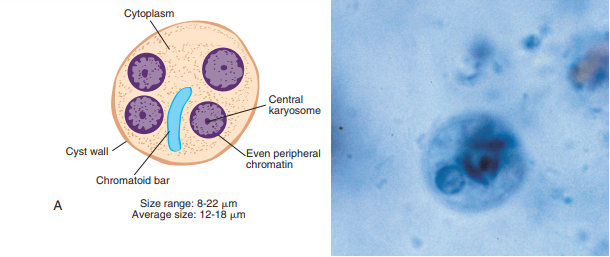 Cytoplasm
Central
karyosome
Cyst wall
Even peripheral
chromatin
Chromatoid bar
A
Size range: 8-22 µm
Average size: 12-18 µm